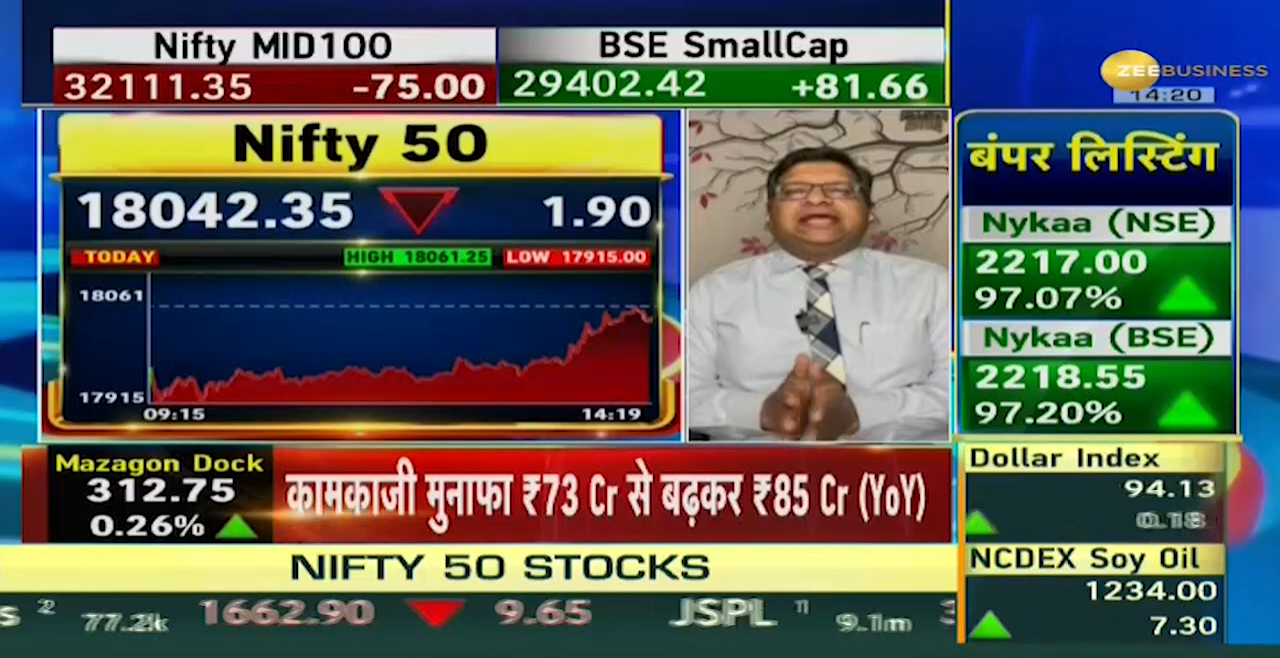 Nifty MID100
32111.35 -75.00
BSE SmallCap
29402.42 +81.66
ZEEBUSINESS
14:20
Nifty 50
18042.35 1.90
TODAY HIGH 18061.25 LOW 17915.00
18061
17915
09:15 14:19
बंपर लिस्टिंग
Nykaa (NSE)
2217.00
97.07%
Nykaa (BSE)
2218.55
97.20%
Mazagon Dock
312.75
0.26%
कामकाजी मुनाफा ₹73 Cr से बढ़कर ₹85 Cr (YoY)
Dollar Index
94.13
0.18
NCDEX Soy Oil
1234.00
7.30
NIFTY 50 STOCKS
S 77.2k 1662.90 9.65 JSPL 9.1m